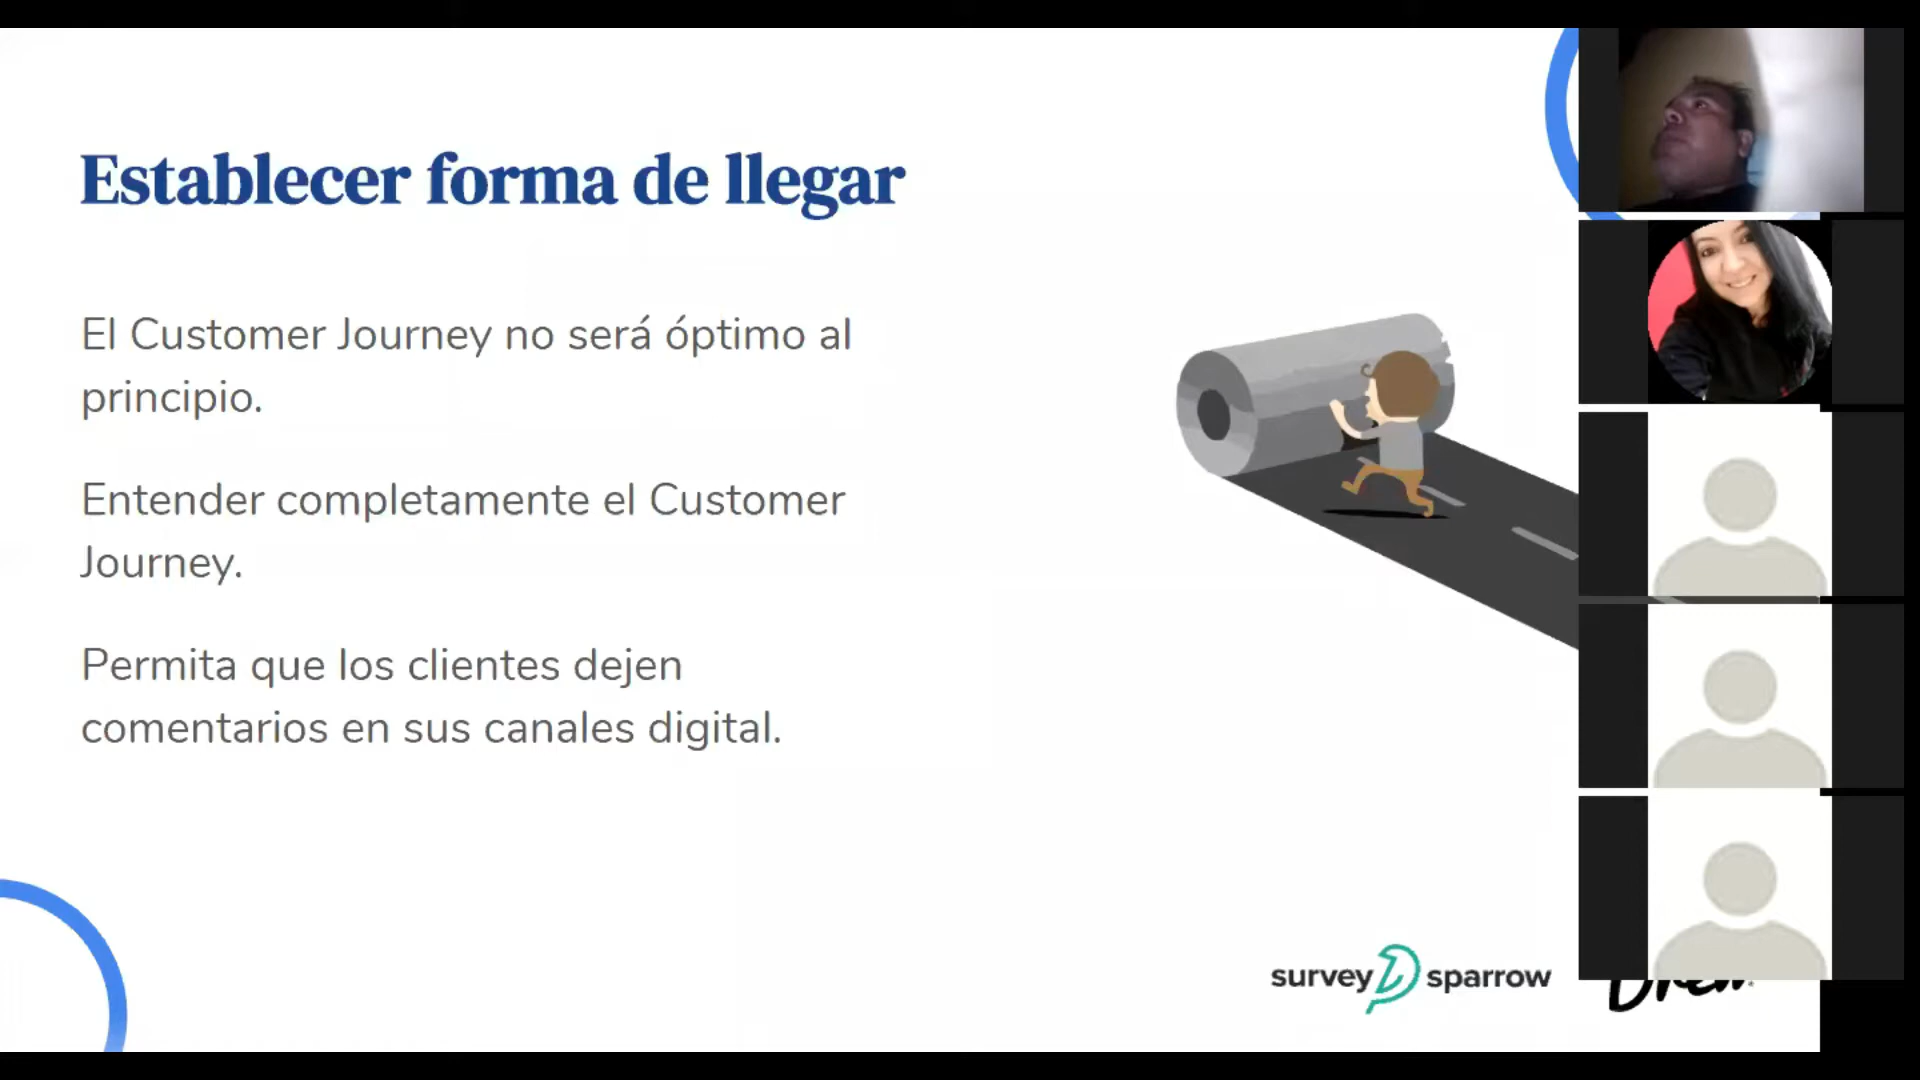 Establecer forma de llegar
El Customer Journey no será óptimo al
principio.
Entender completamente el Customer
Journey.
Permita que los clientes dejen
comentarios en sus canales digital.
survey sparrow